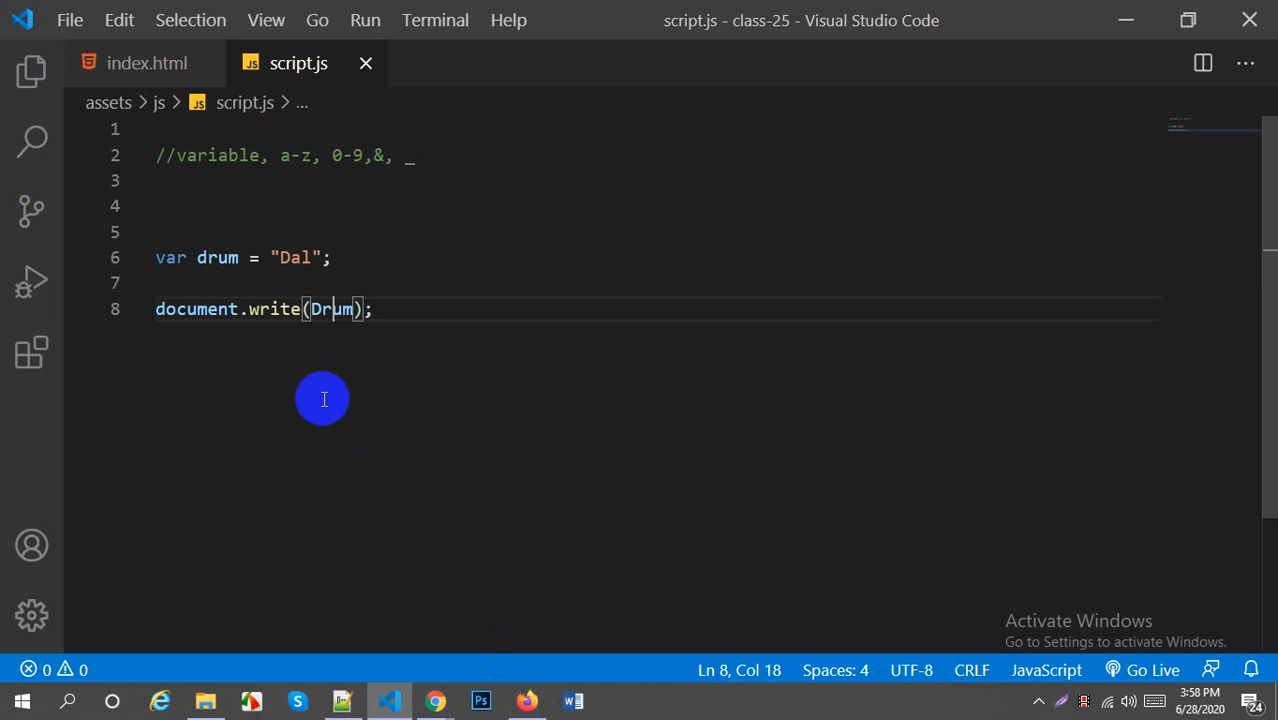 File Edit Selection View Go Run Terminal Help script.js - class-25 - Visual Studio Code
index.html JS script.js
assets > js > JS script.js > ...
1
2 //variable, a-z, 0-9,&, _
3
4
5
6 var drum = "Dal";
7
8 document.write(Drum);
Activate Windows
Go to Settings to activate Windows.
0 0 Ln 8, Col 18 Spaces: 4 UTF-8 CRLF JavaScript Go Live
3:58 PM
6/28/2020
24